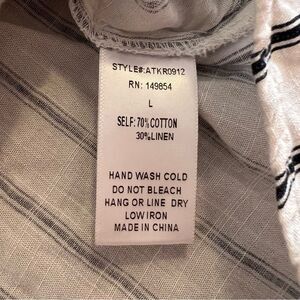 STYLE#:ATKR0912
RN: 149854
L
SELF: 70%COTTON
30%LINEN
HAND WASH COLD
DO NOT BLEACH
HANG OR LINE DRY
LOW IRON
MADE IN CHINA